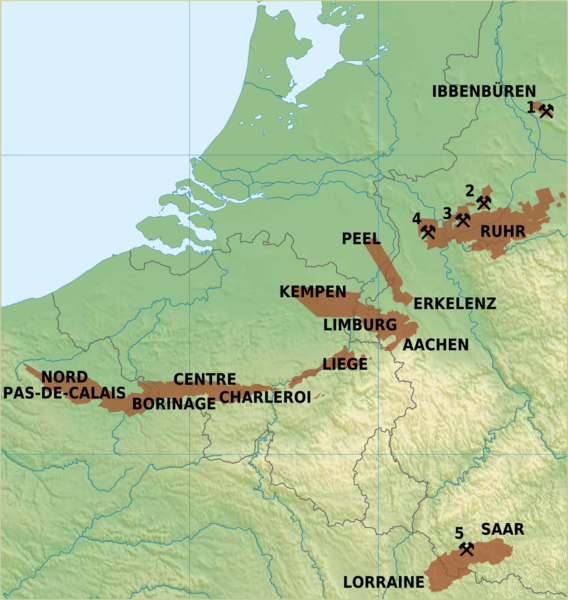 IBBENBÜREN
1
2
3
4
RUHR
PEEL
KEMPEN
ERKELENZ
LIMBURG
AACHEN
LIEGE
NORD
PAS-DE-CALAIS
CENTRE
BORINAGE
CHARLEROI
5
SAAR
LORRAINE